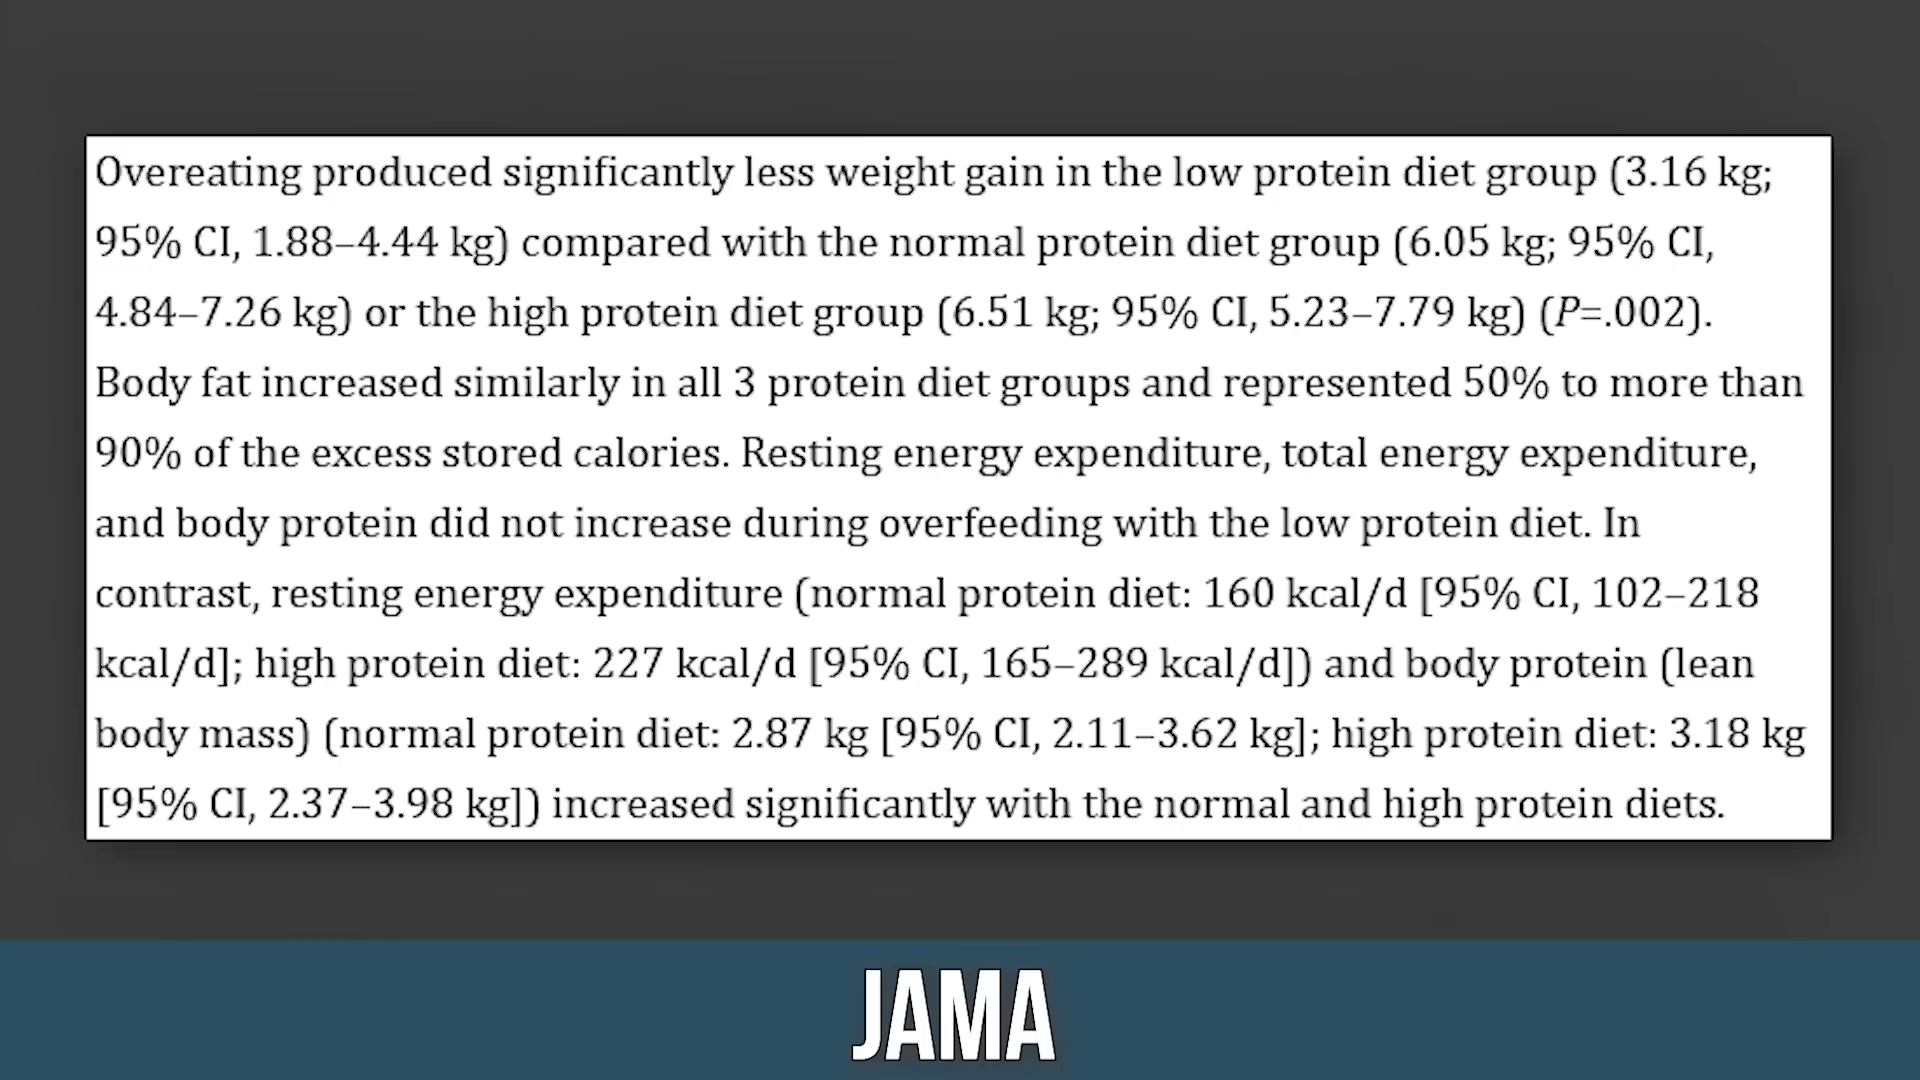 Overeating produced significantly less weight gain in the low protein diet group (3.16 kg;
95% CI, 1.88–4.44 kg) compared with the normal protein diet group (6.05 kg; 95% CI,
4.84–7.26 kg) or the high protein diet group (6.51 kg; 95% CI, 5.23–7.79 kg) (P=.002).
Body fat increased similarly in all 3 protein diet groups and represented 50% to more than
90% of the excess stored calories. Resting energy expenditure, total energy expenditure,
and body protein did not increase during overfeeding with the low protein diet. In
contrast, resting energy expenditure (normal protein diet: 160 kcal/d [95% CI, 102–218
kcal/d]; high protein diet: 227 kcal/d [95% CI, 165–289 kcal/d]) and body protein (lean
body mass) (normal protein diet: 2.87 kg [95% CI, 2.11–3.62 kg]; high protein diet: 3.18 kg
[95% CI, 2.37–3.98 kg]) increased significantly with the normal and high protein diets.
JAMA